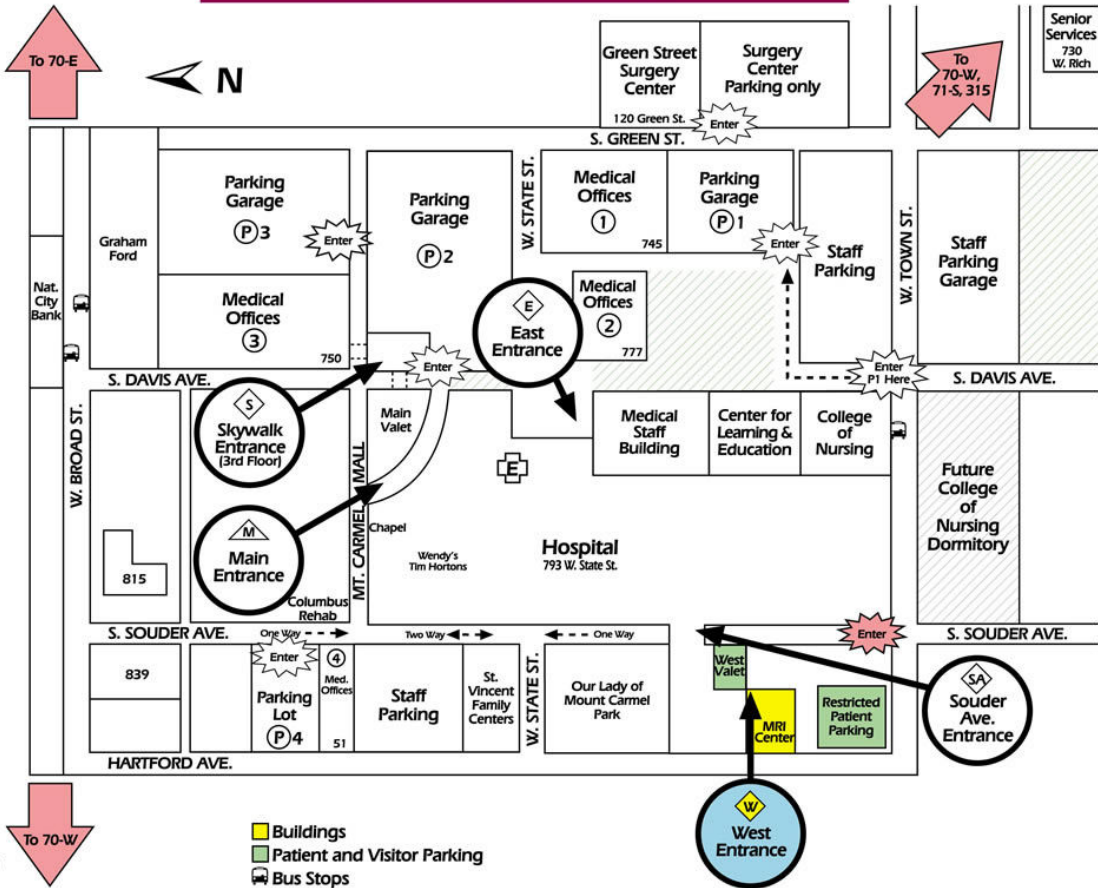 To 70-E
N
Green Street
Surgery
Center
120 Green St.
Surgery
Center
Parking only
Enter
To
70-W,
71-S, 315
Senior
Services
730
W. Rich
S. GREEN ST.
Graham
Ford
Parking
Garage
P 3
Enter
Parking
Garage
P 2
W. STATE ST.
Medical
Offices
1
745
Parking
Garage
P 1
Enter
Staff
Parking
W. TOWN ST.
Staff
Parking
Garage
Nat.
City
Bank
Medical
Offices
3
750
Enter
E
East
Entrance
Medical
Offices
2
777
Enter
P1 Here
S. DAVIS AVE.
S. DAVIS AVE.
W. BROAD ST.
S
Skywalk
Entrance
(3rd Floor)
Main
Valet
MT. CARMEL MALL
Medical
Staff
Building
Center for
Learning &
Education
College
of
Nursing
E
Future
College
of
Nursing
Dormitory
M
Main
Entrance
Chapel
Wendy's
Tim Hortons
Hospital
793 W. State St.
815
Columbus
Rehab
S. SOUDER AVE.
One Way
Two Way
One Way
Enter
S. SOUDER AVE.
839
Enter
Parking
Lot
P 4
4
Med.
Offices
51
Staff
Parking
St.
Vincent
Family
Centers
W. STATE ST.
Our Lady of
Mount Carmel
Park
West
Valet
MRI
Center
Restricted
Patient
Parking
SA
Souder
Ave.
Entrance
HARTFORD AVE.
To 70-W
W
West
Entrance
Buildings
Patient and Visitor Parking
Bus Stops